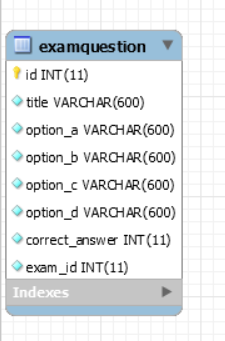 examquestion
id INT(11)
title VARCHAR(600)
option_a VARCHAR(600)
option_b VARCHAR(600)
option_c VARCHAR(600)
option_d VARCHAR(600)
correct_answer INT(11)
exam_id INT(11)
Indexes